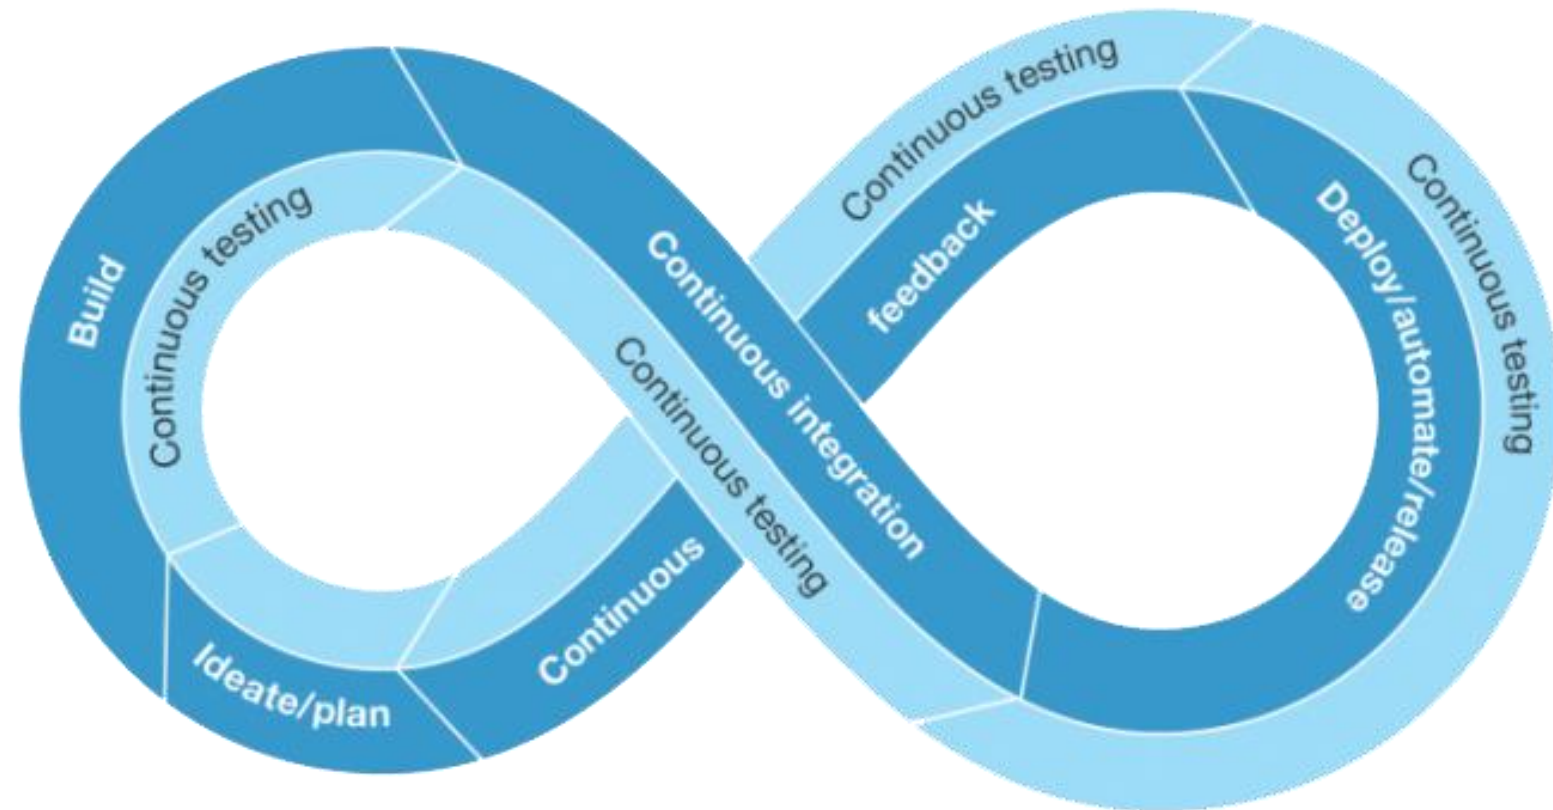 Build
Continuous testing
Ideate/plan
Continuous
feedback
Continuous testing
Continuous integration
Continuous testing
Deploy/automate/release
Continuous testing